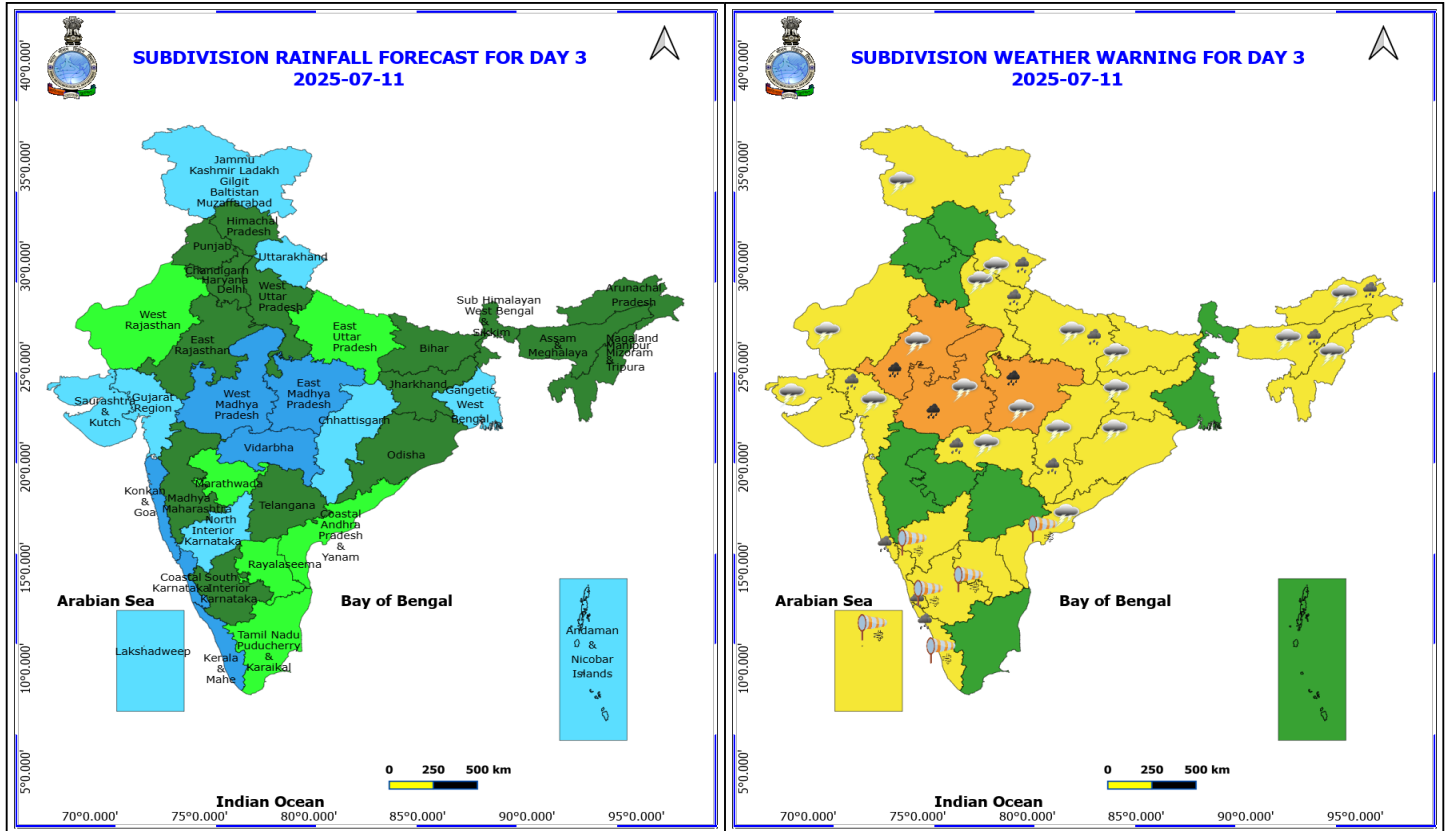 SUBDIVISION RAINFALL FORECAST FOR DAY 3
2025-07-11
40°0.000'
35°0.000'
30°0.000'
25°0.000'
20°0.000'
15°0.000'
10°0.000'
5°0.000'
Jammu
Kashmir Ladakh
Gilgit
Baltistan
Muzaffarabad
Himachal
Pradesh
Punjab
Uttarakhand
Chandigarh
Haryana
Delhi
West
Uttar
Pradesh
West
Rajasthan
East
Rajasthan
East
Uttar
Pradesh
Sub Himalayan
West Bengal
&
Sikkim
Arunachal
Pradesh
Assam
&
Meghalaya
Nagaland
Manipur
Mizoram
&
Tripura
Bihar
Jharkhand
Gangetic
West
Bengal
Saurashtra
&
Kutch
Gujarat
Region
West
Madhya
Pradesh
East
Madhya
Pradesh
Chhattisgarh
Vidarbha
Odisha
Konkan
&
Goa
Madhya
Maharashtra
Marathwada
Telangana
North
Interior
Karnataka
Coastal
Andhra
Pradesh
&
Yanam
Rayalaseema
Coastal
Karnataka
South
Interior
Karnataka
Tamil Nadu
Puducherry
&
Karaikal
Kerala
&
Mahe
Lakshadweep
Andaman
&
Nicobar
Islands
Arabian Sea
Bay of Bengal
0 250 500 km
Indian Ocean
70°0.000' 75°0.000' 80°0.000' 85°0.000' 90°0.000' 95°0.000'
SUBDIVISION WEATHER WARNING FOR DAY 3
2025-07-11
40°0.000'
35°0.000'
30°0.000'
25°0.000'
20°0.000'
15°0.000'
10°0.000'
5°0.000'
Arabian Sea
Bay of Bengal
0 250 500 km
Indian Ocean
70°0.000' 75°0.000' 80°0.000' 85°0.000' 90°0.000' 95°0.000'